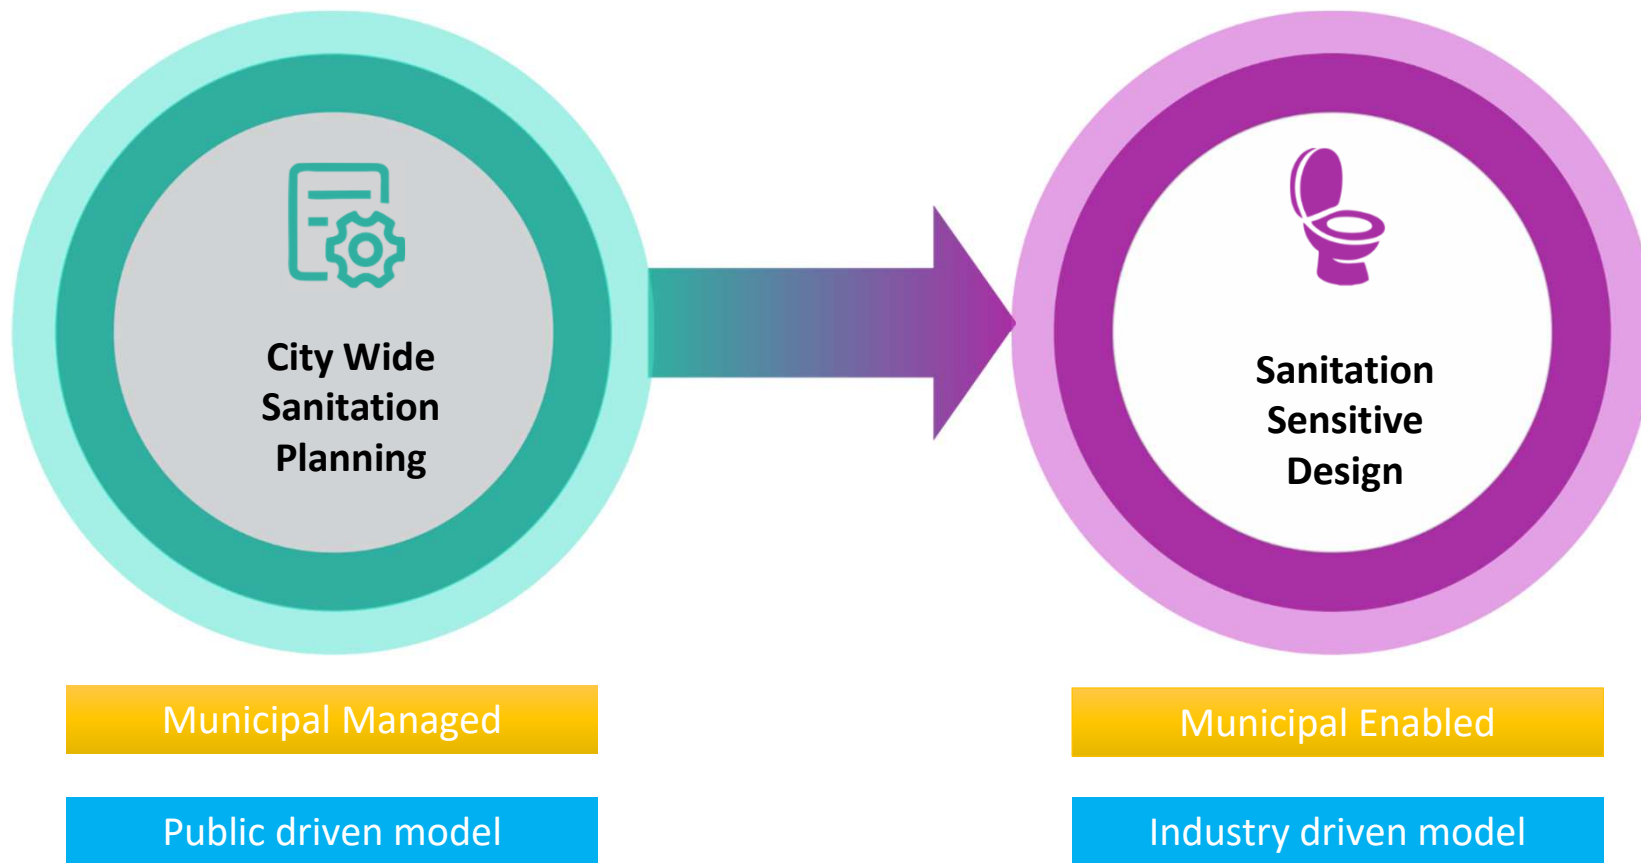 City Wide
Sanitation
Planning
Sanitation
Sensitive
Design
Municipal Managed
Municipal Enabled
Public driven model
Industry driven model